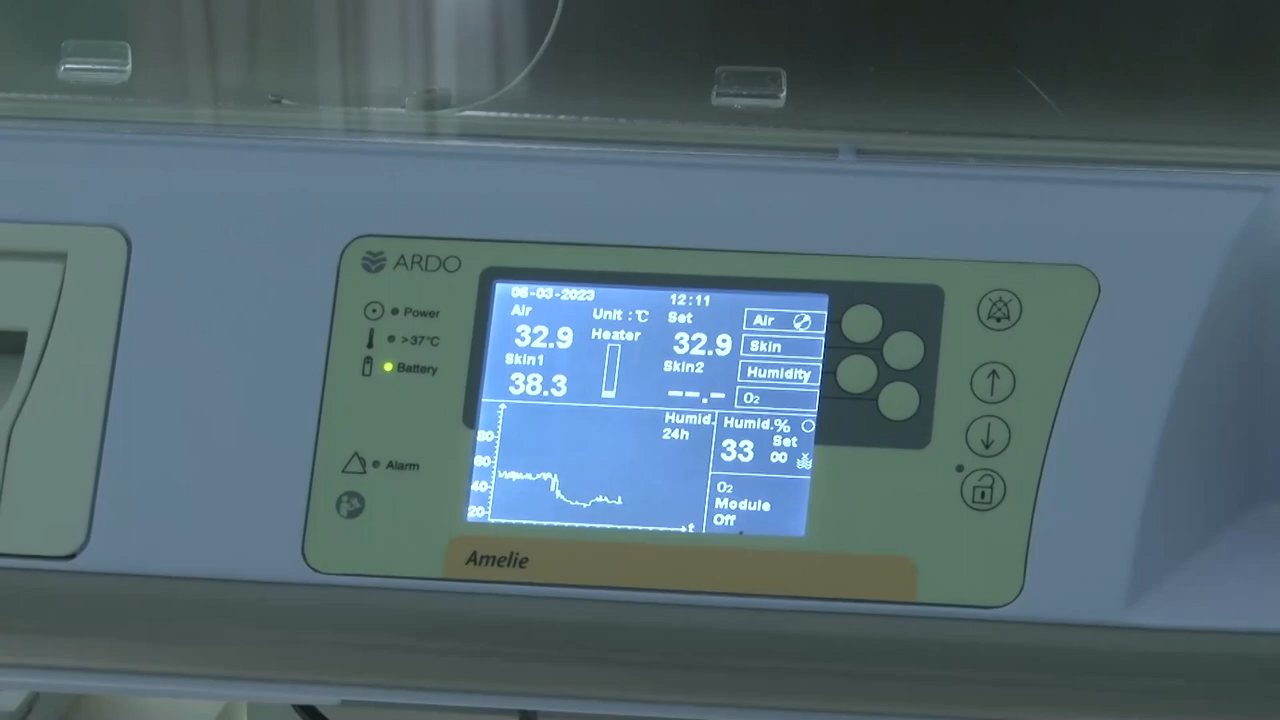 ARDO
Power
>37°C
Battery
Alarm
06-03-2023 12:11
Air Unit :℃ Set
32.9 Heater 32.9
Skin1 Skin2
38.3 --.-
Air
Skin
Humidity
O₂
Humid.
24h
80
60
40
20
t
Humid.%
Set
33 00
O₂
Module
Off
Amelie